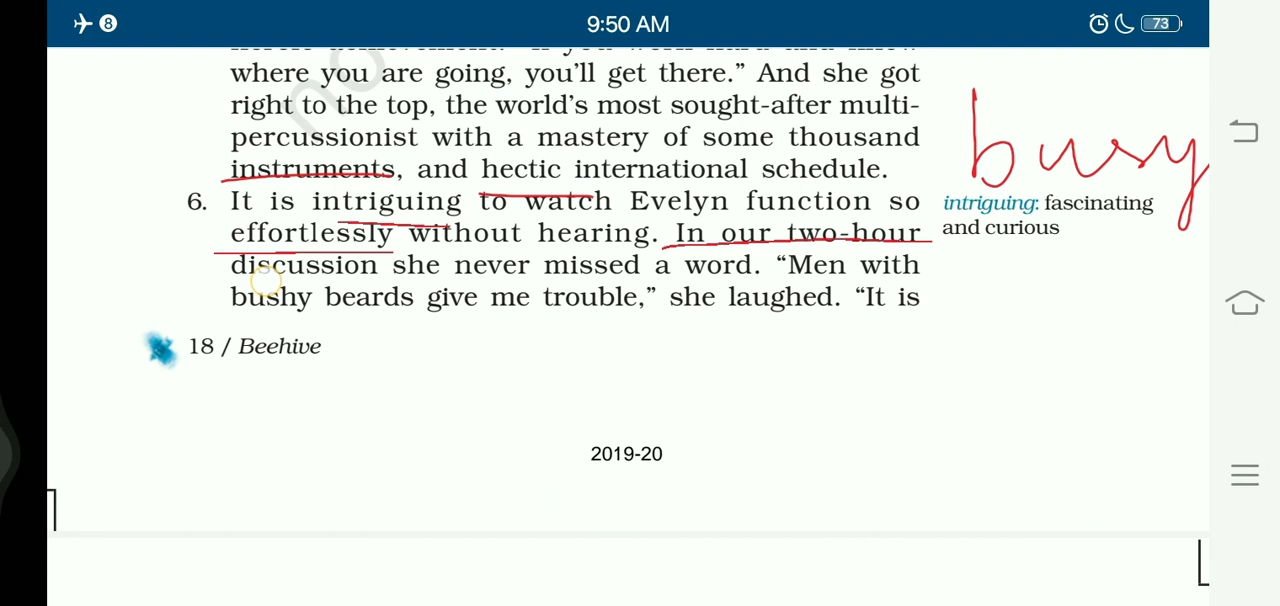 8 9:50 AM 73
where you are going, you'll get there.” And she got
right to the top, the world's most sought-after multi-
percussionist with a mastery of some thousand
instruments, and hectic international schedule.
busy
6. It is intriguing to watch Evelyn function so
effortlessly without hearing. In our two-hour
discussion she never missed a word. “Men with
bushy beards give me trouble,” she laughed. “It is
intriguing: fascinating
and curious
18 / Beehive
2019-20